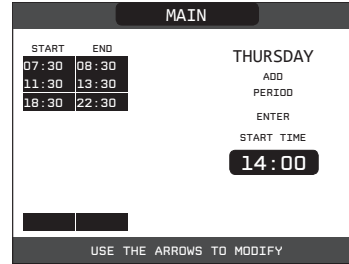 MAIN
START END
07:30 08:30
11:30 13:30
18:30 22:30
THURSDAY
ADD
PERIOD
ENTER
START TIME
14:00
USE THE ARROWS TO MODIFY